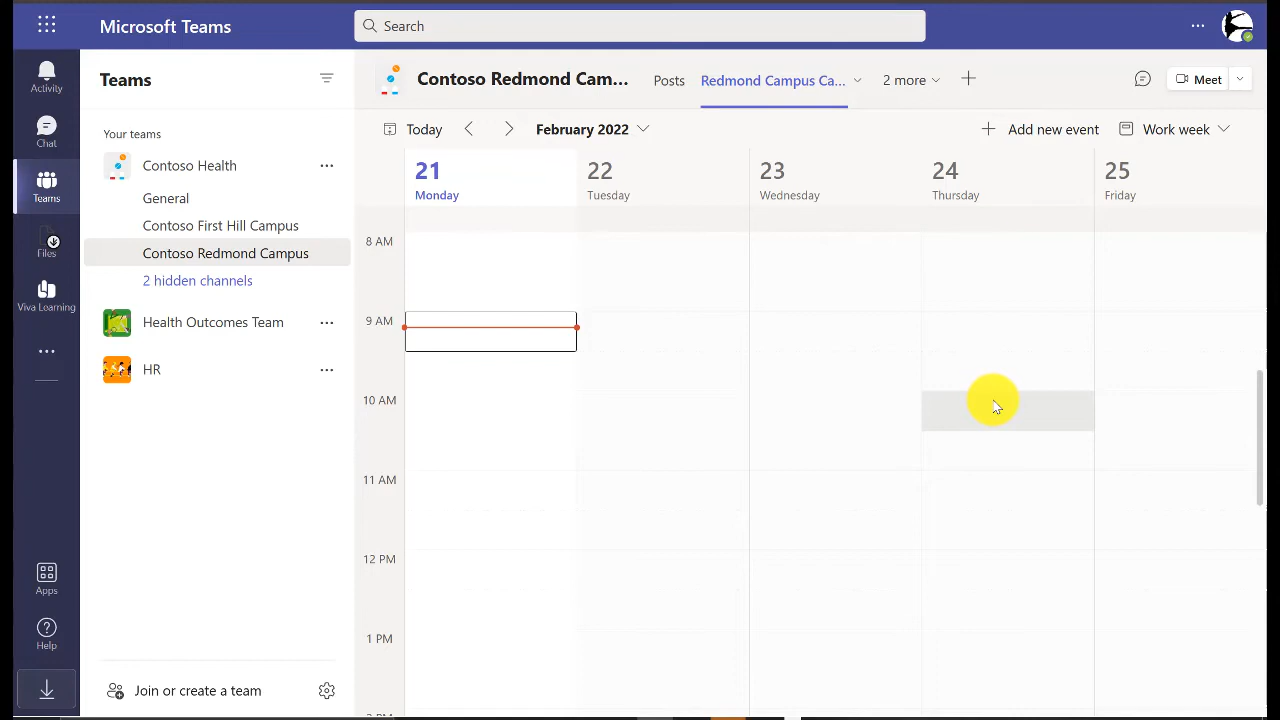 Microsoft Teams
Search
Activity
Chat
Teams
Files
Viva Learning
Apps
Help
Teams
Your teams
Contoso Health
General
Contoso First Hill Campus
Contoso Redmond Campus
2 hidden channels
Health Outcomes Team
HR
Join or create a team
Contoso Redmond Cam...
Posts
Redmond Campus Ca...
2 more
Meet
Today
February 2022
Add new event
Work week
21
Monday
22
Tuesday
23
Wednesday
24
Thursday
25
Friday
8 AM
9 AM
10 AM
11 AM
12 PM
1 PM